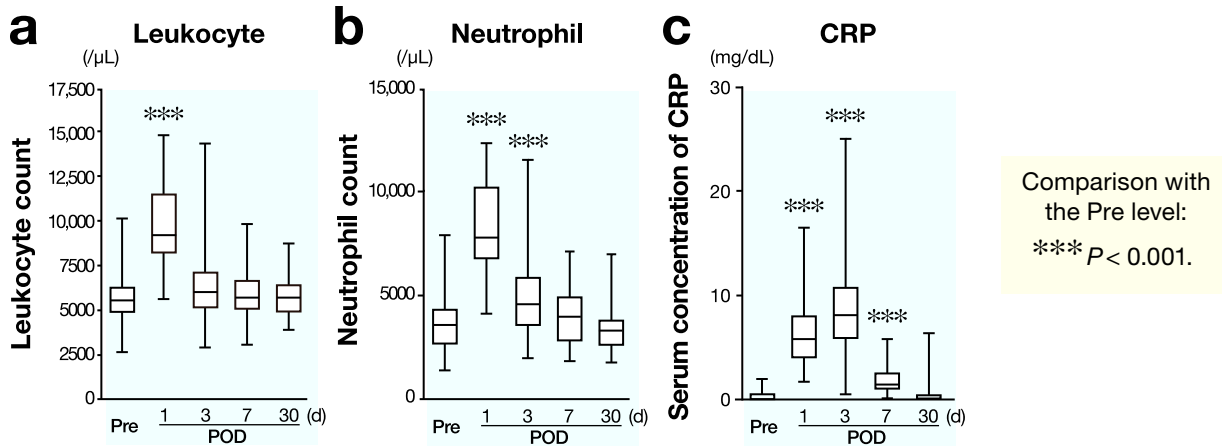 a Leukocyte
(/µL)
Leukocyte count
17,500
15,000
12,500
10,000
7500
5000
2500
0
***
Pre 1 3 7 30 (d)
POD
b Neutrophil
(/µL)
Neutrophil count
15,000
10,000
5000
0
***
***
Pre 1 3 7 30 (d)
POD
c CRP
(mg/dL)
Serum concentration of CRP
30
20
10
0
***
***
***
Pre 1 3 7 30 (d)
POD
Comparison with
the Pre level:
*** P < 0.001.